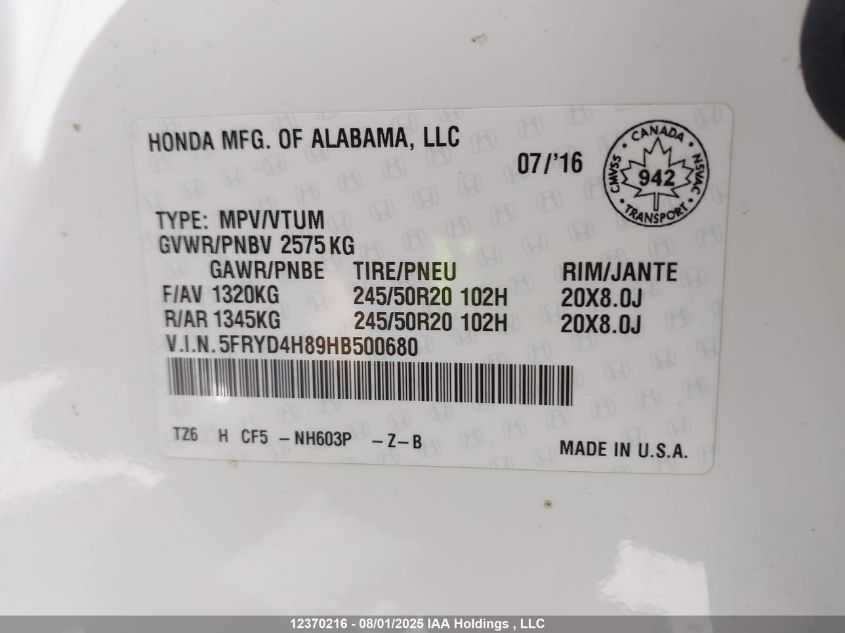 HONDA MFG. OF ALABAMA, LLC
07/'16
CANADA
CMVSS 942 NSVAC
TRANSPORT
TYPE: MPV/VTUM
GVWR/PNBV 2575 KG
GAWR/PNBE TIRE/PNEU RIM/JANTE
F/AV 1320KG 245/50R20 102H 20X8.0J
R/AR 1345KG 245/50R20 102H 20X8.0J
V.I.N. 5FRYD4H89HB500680
TZ6 H CF5 -NH603P -Z-B
MADE IN U.S.A.
12370216 - 08/01/2025 IAA Holdings , LLC